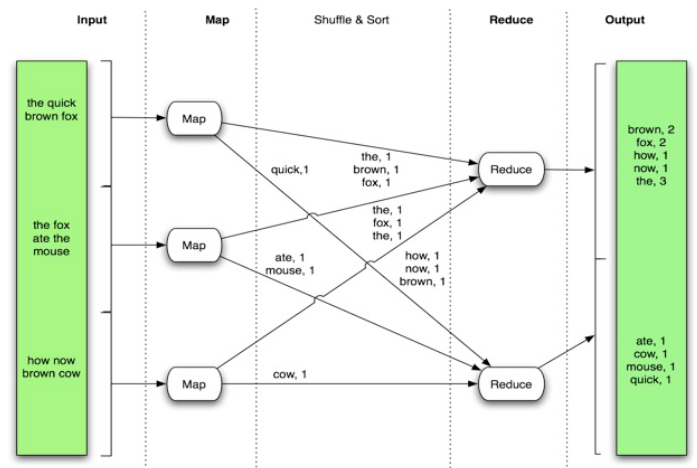 Input
Map
Shuffle & Sort
Reduce
Output
the quick
brown fox
Map
quick,1
the, 1
brown, 1
fox, 1
Reduce
brown, 2
fox, 2
how, 1
now, 1
the, 3
the fox
ate the
mouse
Map
the, 1
fox, 1
the, 1
ate, 1
mouse, 1
how, 1
now, 1
brown, 1
how now
brown cow
Map
cow, 1
Reduce
ate, 1
cow, 1
mouse, 1
quick, 1